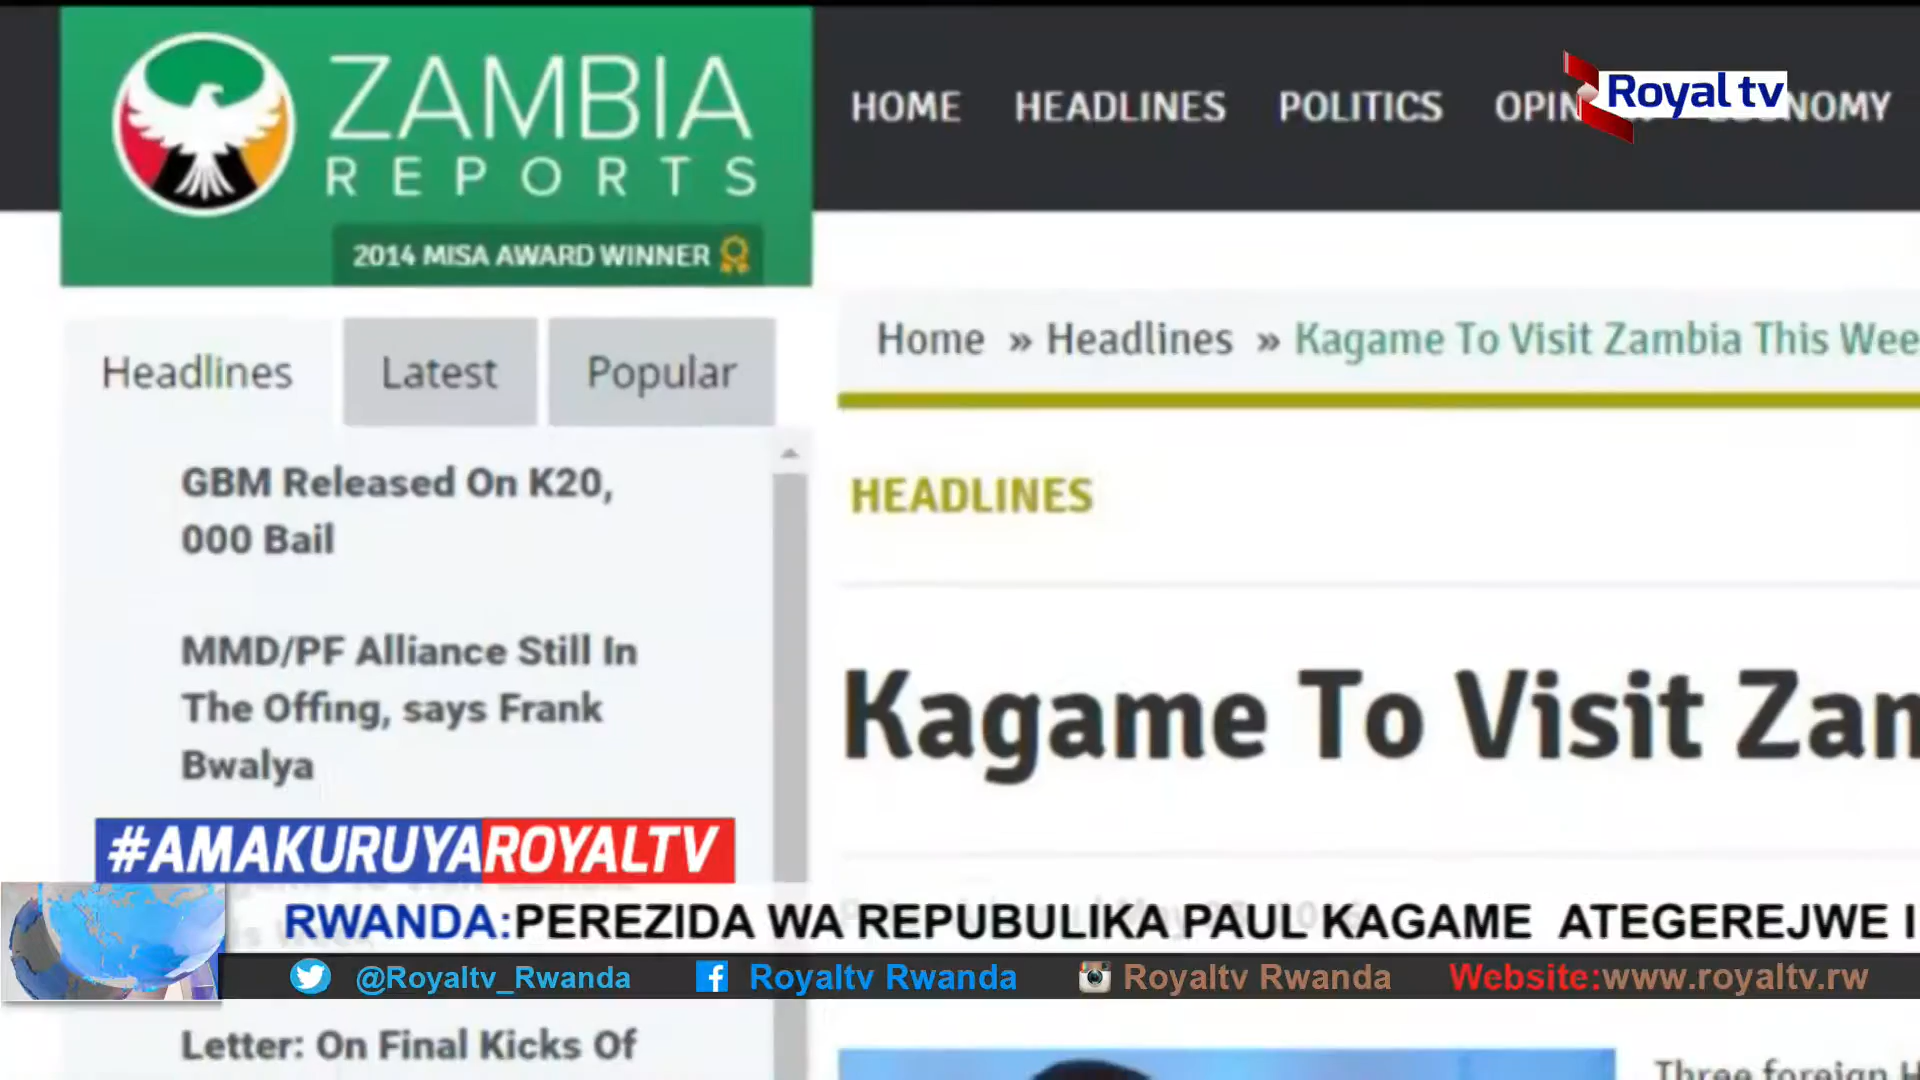 ZAMBIA
REPORTS
2014 MISA AWARD WINNER
HOME HEADLINES POLITICS
Royal tv
Headlines Latest Popular
Home » Headlines » Kagame To Visit Zambia This Wee
GBM Released On K20,
000 Bail
HEADLINES
MMD/PF Alliance Still In
The Offing, says Frank
Bwalya
Kagame To Visit Zam
#AMAKURUYAROYALTV
RWANDA:PEREZIDA WA REPUBULIKA PAUL KAGAME ATEGEREJWE I
@Royaltv_Rwanda Royaltv Rwanda Royaltv Rwanda Website:www.royaltv.rw
Letter: On Final Kicks Of
Three foreign H